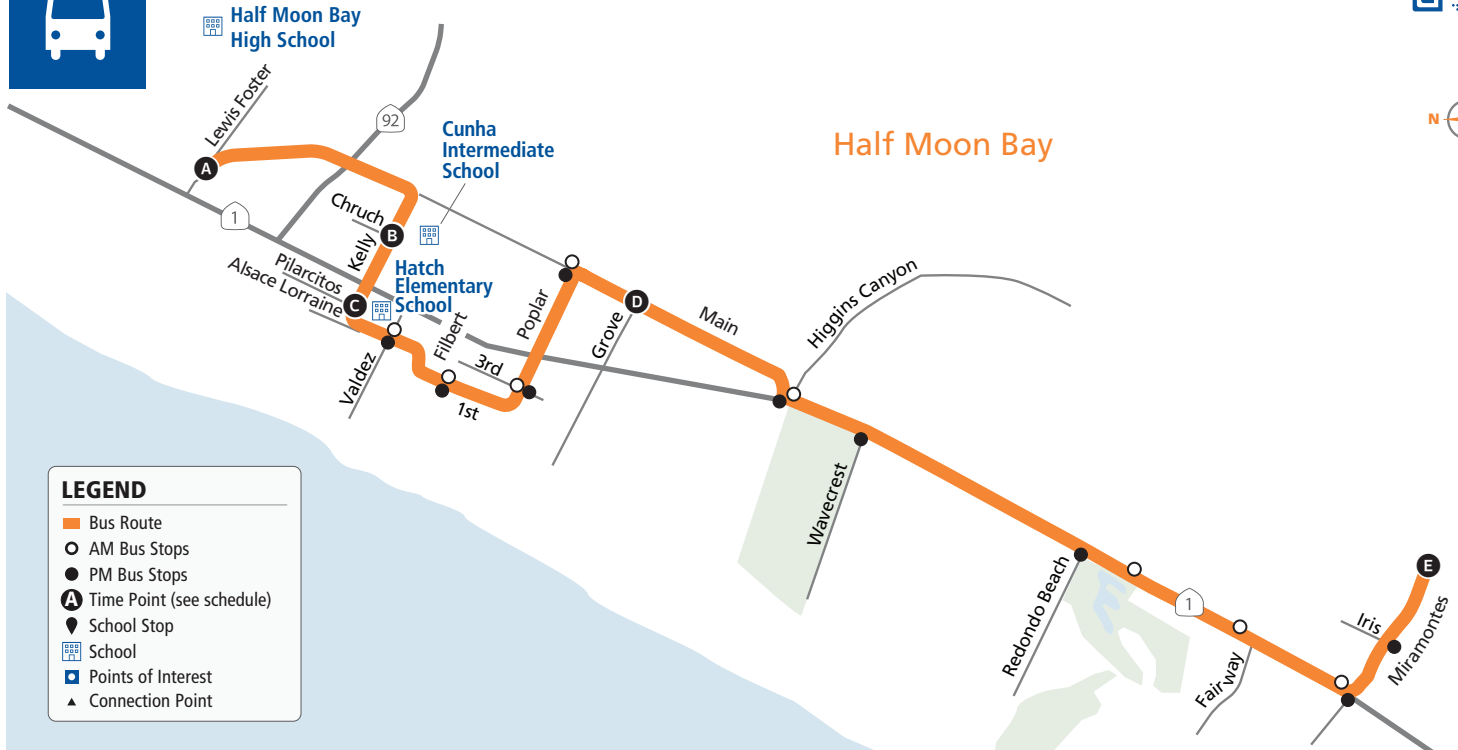 Half Moon Bay
High School
Lewis Foster
A
92
Cunha
Intermediate
School
Half Moon Bay
N
1
Chruch
B
Kelly
Pilarcitos
Alsace Lorraine
C
Hatch
Elementary
School
Valdez
Filbert
3rd
1st
Poplar
Grove
D
Main
Higgins Canyon
Wavecrest
Redondo Beach
1
Fairway
Iris
Miramontes
E
LEGEND
Bus Route
AM Bus Stops
PM Bus Stops
A Time Point (see schedule)
School Stop
School
Points of Interest
Connection Point